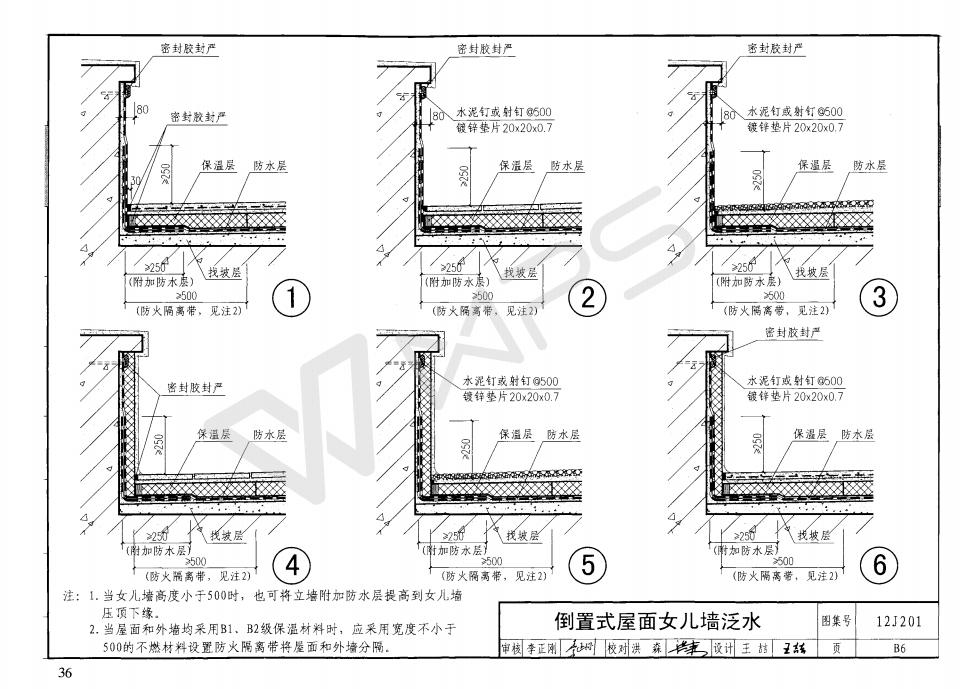 密封胶封严
80
密封胶封严
保温层
防水层
30
≥250
≥250
(附加防水层)
找坡层
≥500
(防火隔离带，见注2)
1
密封胶封严
80
水泥钉或射钉@500
镀锌垫片20x20x0.7
保温层
防水层
≥250
≥250
(附加防水层)
找坡层
≥500
(防火隔离带，见注2)
2
密封胶封严
80
水泥钉或射钉@500
镀锌垫片20x20x0.7
保温层
防水层
≥250
≥250
(附加防水层)
找坡层
≥500
(防火隔离带，见注2)
3
密封胶封严
保温层
防水层
≥250
≥250
(附加防水层)
找坡层
≥500
(防火隔离带，见注2)
4
水泥钉或射钉@500
镀锌垫片20x20x0.7
保温层
防水层
≥250
≥250
(附加防水层)
找坡层
≥500
(防火隔离带，见注2)
5
密封胶封严
水泥钉或射钉@500
镀锌垫片20x20x0.7
保温层
防水层
≥250
≥250
(附加防水层)
找坡层
≥500
(防火隔离带，见注2)
6
注：1.当女儿墙高度小于500时，也可将立墙附加防水层提高到女儿墙
压顶下缘。
2.当屋面和外墙均采用B1、B2级保温材料时，应采用宽度不小于
500的不燃材料设置防火隔离带将屋面和外墙分隔。
倒置式屋面女儿墙泛水
图集号
12J201
审核 李正刚 校对 洪 森 设计 王 喆
页
B6
36
WPS